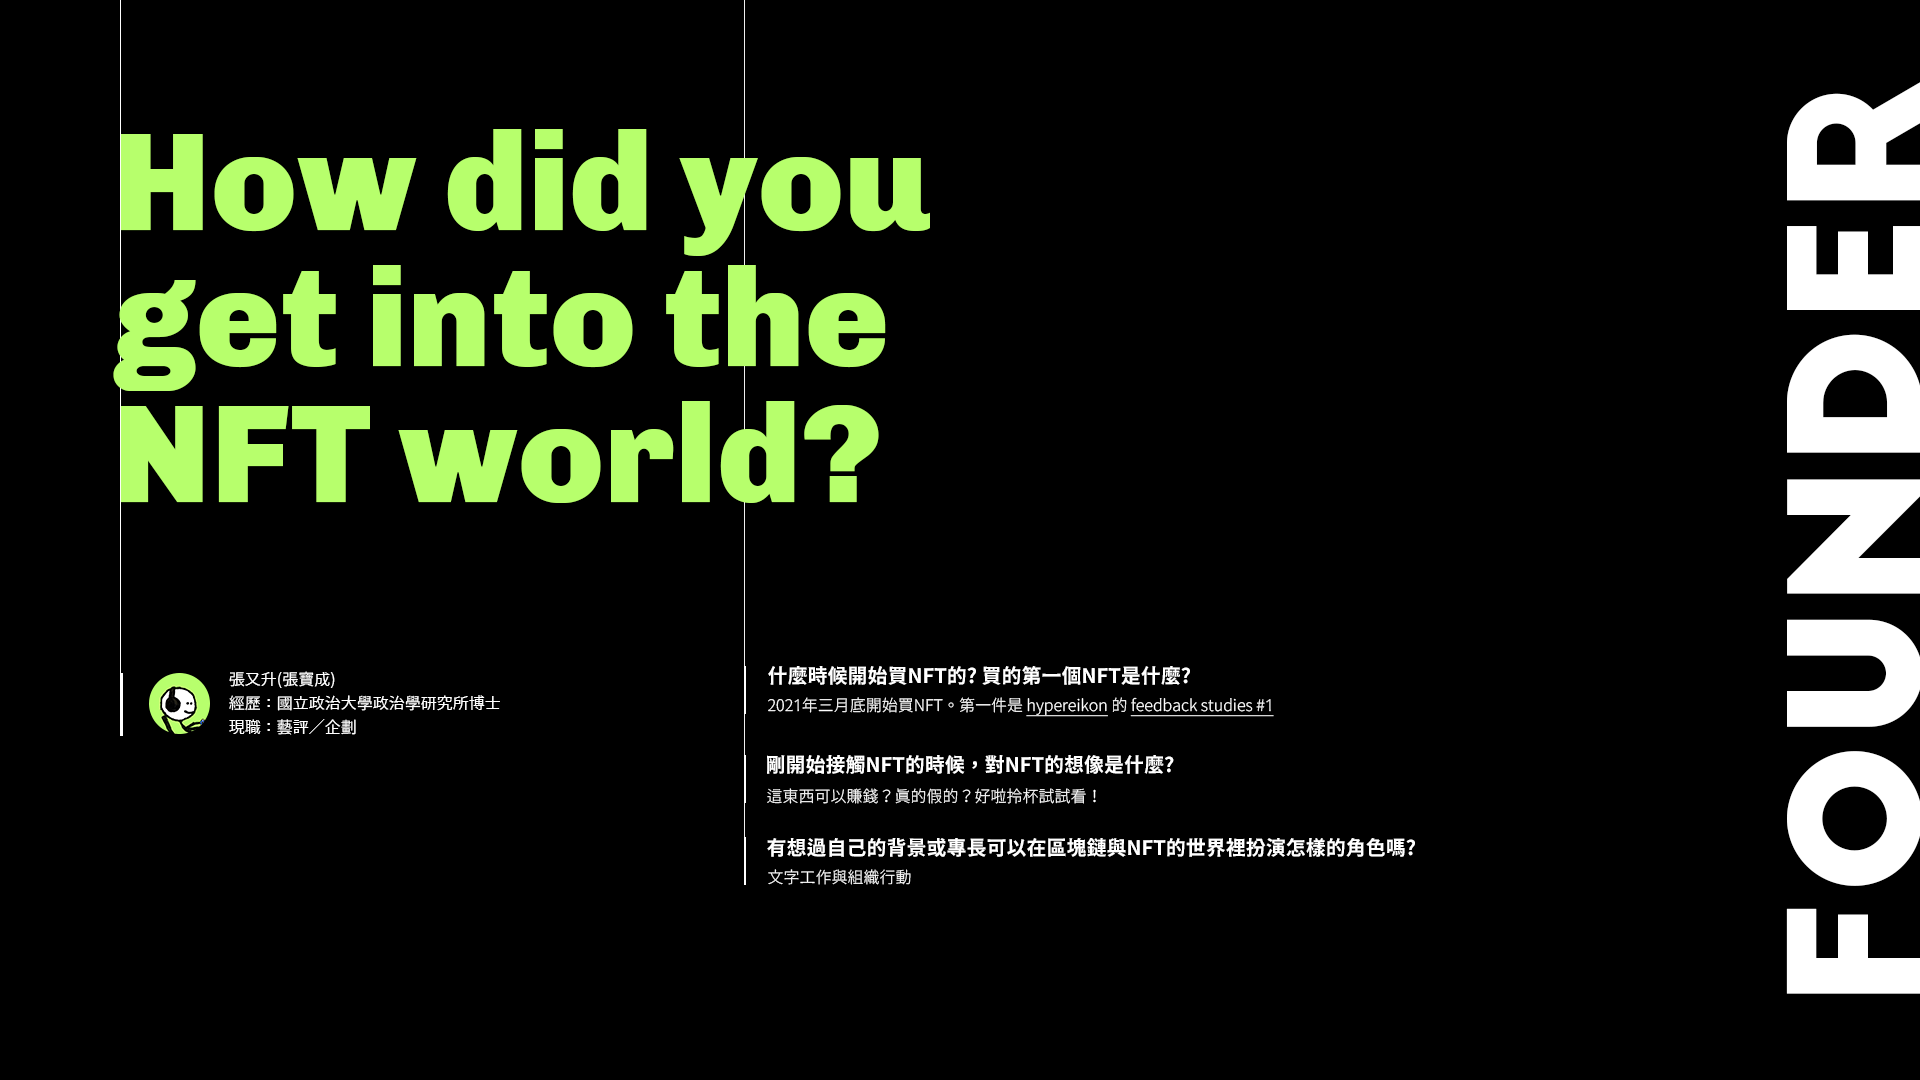 How did you
get into the
NFT world?
張又升(張寶成)
經歷：國立政治大學政治學研究所博士
現職：藝評／企劃
什麼時候開始買NFT的? 買的第一個NFT是什麼?
2021年三月底開始買NFT。第一件是 hypereikon 的 feedback studies #1
剛開始接觸NFT的時候，對NFT的想像是什麼?
這東西可以賺錢？真的假的？好啦拎杯試試看！
有想過自己的背景或專長可以在區塊鏈與NFT的世界裡扮演怎樣的角色嗎?
文字工作與組織行動
FOUNDER